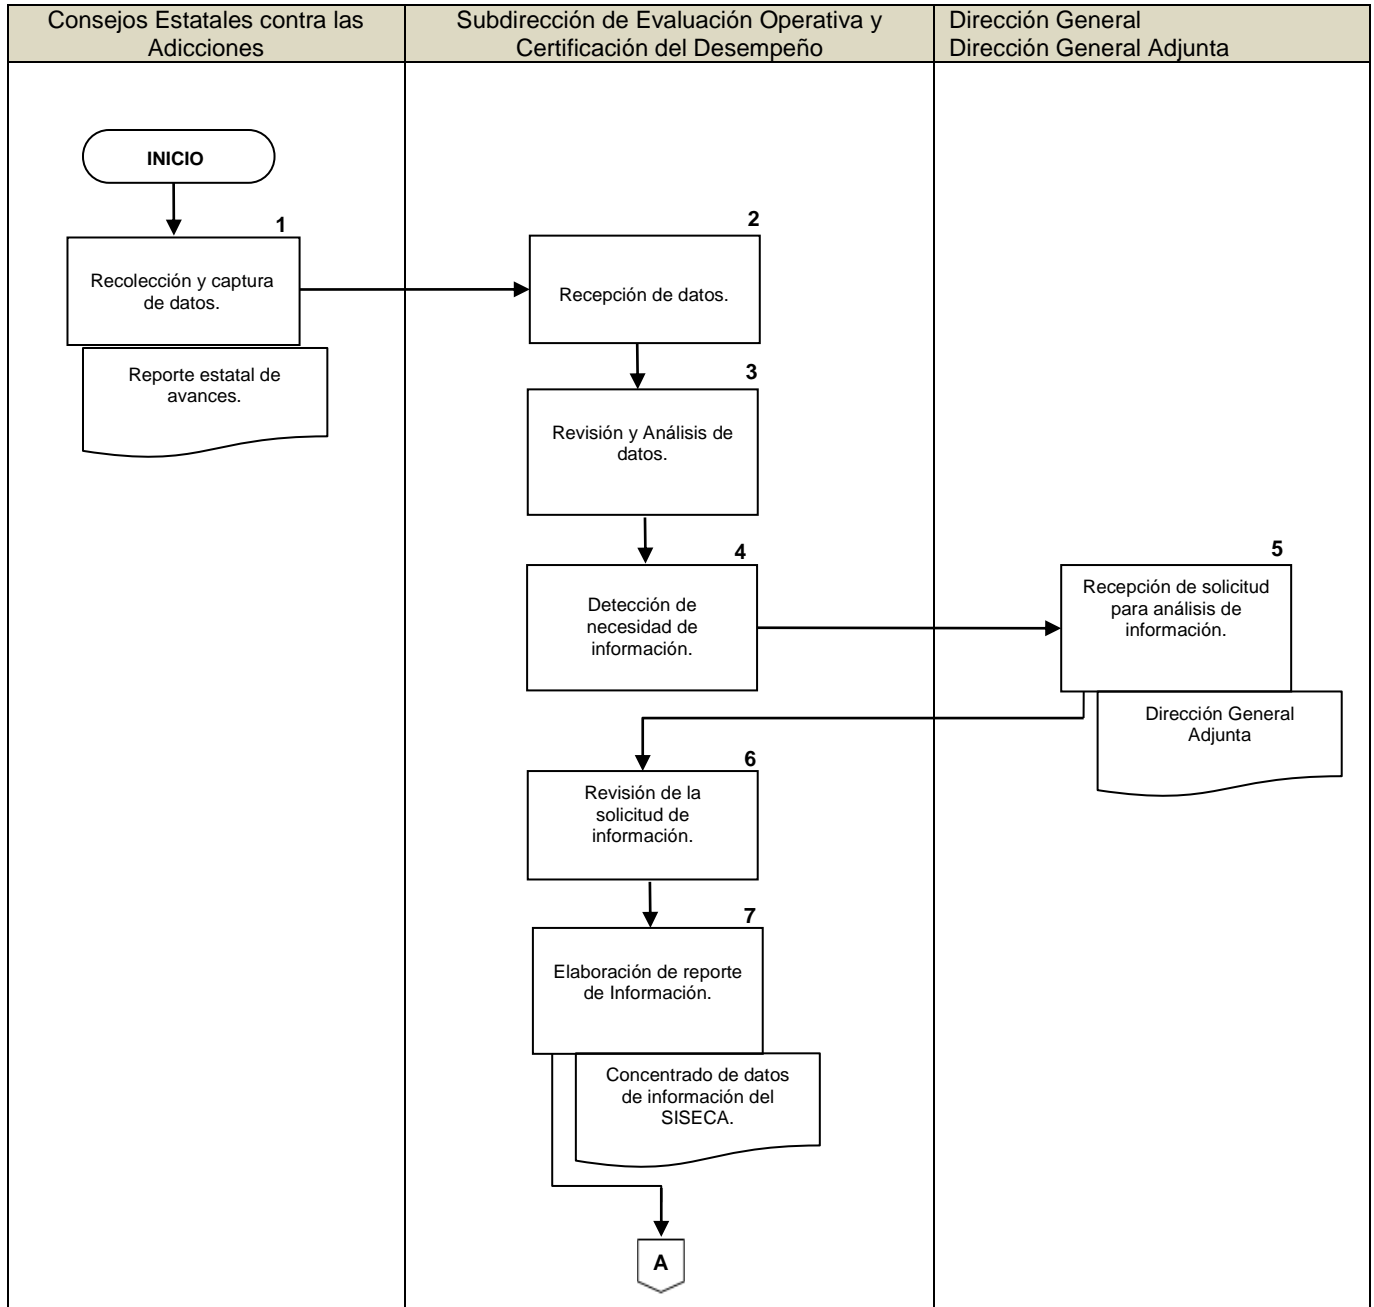 Consejos Estatales contra las
Adicciones
Subdirección de Evaluación Operativa y
Certificación del Desempeño
Dirección General
Dirección General Adjunta
INICIO
1
Recolección y captura
de datos.
Reporte estatal de
avances.
2
Recepción de datos.
3
Revisión y Análisis de
datos.
4
Detección de
necesidad de
información.
5
Recepción de solicitud
para análisis de
información.
Dirección General
Adjunta
6
Revisión de la
solicitud de
información.
7
Elaboración de reporte
de Información.
Concentrado de datos
de información del
SISECA.
A